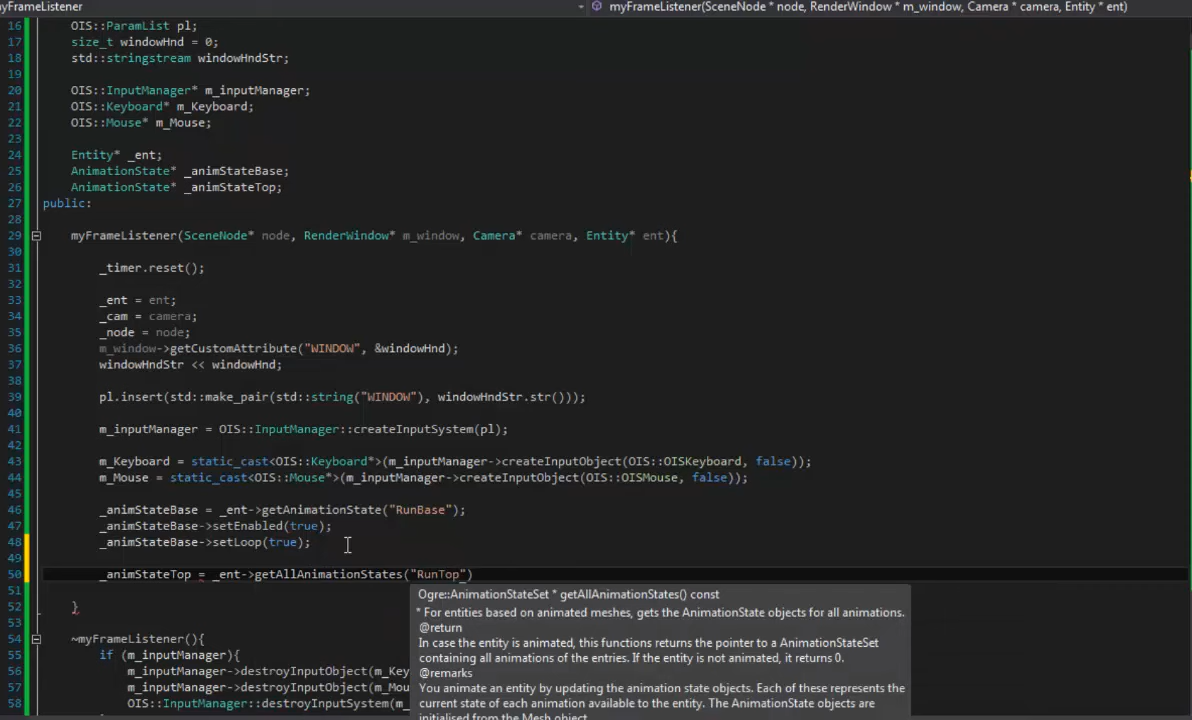 myFrameListener
myFrameListener(SceneNode * node, RenderWindow * m_window, Camera * camera, Entity * ent)
16 OIS::ParamList pl;
17 size_t windowHnd = 0;
18 std::stringstream windowHndStr;
19
20 OIS::InputManager* m_inputManager;
21 OIS::Keyboard* m_Keyboard;
22 OIS::Mouse* m_Mouse;
23
24 Entity* _ent;
25 AnimationState* _animStateBase;
26 AnimationState* _animStateTop;
27 public:
28
29 myFrameListener(SceneNode* node, RenderWindow* m_window, Camera* camera, Entity* ent){
30
31 _timer.reset();
32
33 _ent = ent;
34 _cam = camera;
35 _node = node;
36 m_window->getCustomAttribute("WINDOW", &windowHnd);
37 windowHndStr << windowHnd;
38
39 pl.insert(std::make_pair(std::string("WINDOW"), windowHndStr.str()));
40
41 m_inputManager = OIS::InputManager::createInputSystem(pl);
42
43 m_Keyboard = static_cast<OIS::Keyboard*>(m_inputManager->createInputObject(OIS::OISKeyboard, false));
44 m_Mouse = static_cast<OIS::Mouse*>(m_inputManager->createInputObject(OIS::OISMouse, false));
45
46 _animStateBase = _ent->getAnimationState("RunBase");
47 _animStateBase->setEnabled(true);
48 _animStateBase->setLoop(true);
49
50 _animStateTop = _ent->getAllAnimationStates("RunTop")
51
52 }
Ogre::AnimationStateSet * getAllAnimationStates() const
* For entities based on animated meshes, gets the AnimationState objects for all animations.
@return
In case the entity is animated, this functions returns the pointer to a AnimationStateSet
containing all animations of the entries. If the entity is not animated, it returns 0.
@remarks
You animate an entity by updating the animation state objects. Each of these represents the
current state of each animation available to the entity. The AnimationState objects are
initialised from the Mesh object.
54 ~myFrameListener(){
55 if (m_inputManager){
56 m_inputManager->destroyInputObject(m_Key
57 m_inputManager->destroyInputObject(m_Mou
58 OIS::InputManager::destroyInputSystem(m_